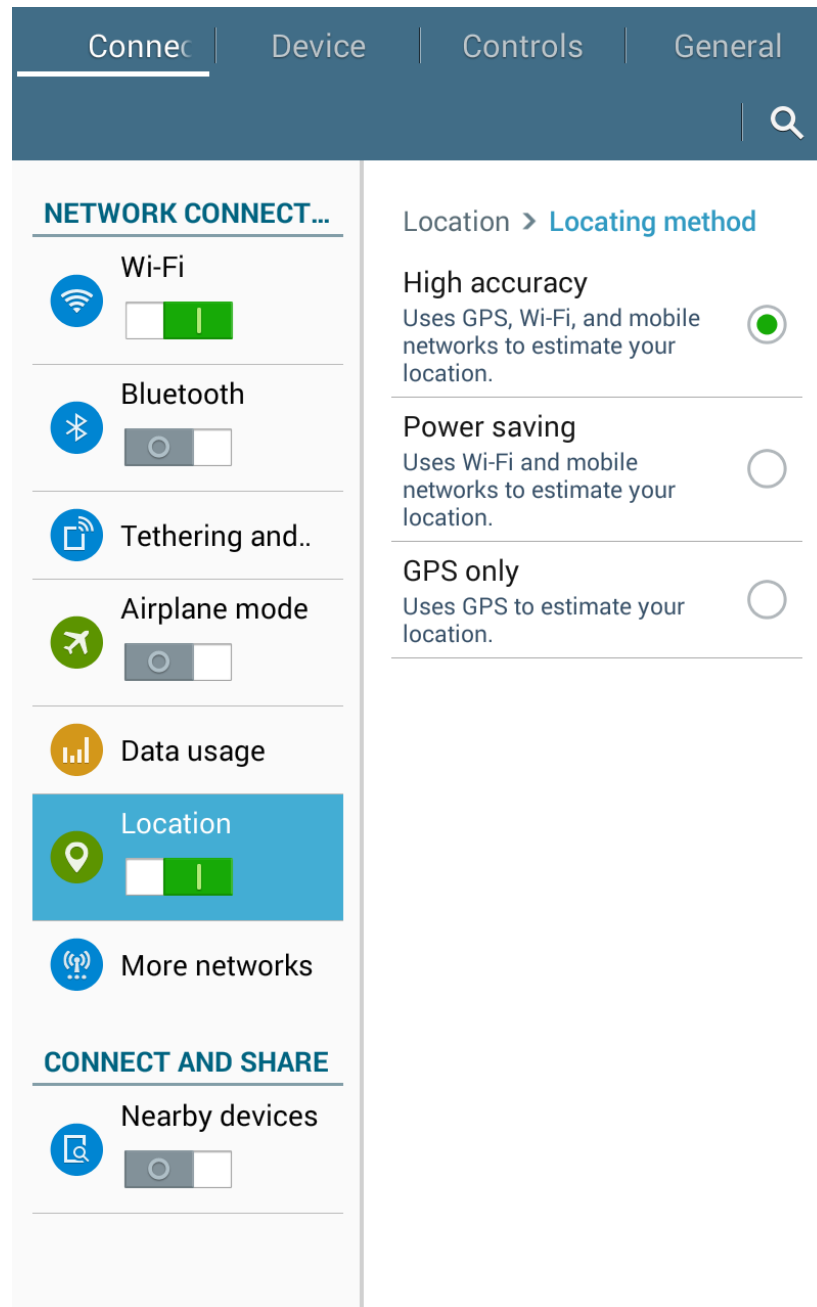 Connec
Device
Controls
General
NETWORK CONNECT...
Wi-Fi
Bluetooth
Tethering and..
Airplane mode
Data usage
Location
More networks
CONNECT AND SHARE
Nearby devices
Location > Locating method
High accuracy
Uses GPS, Wi-Fi, and mobile
networks to estimate your
location.
Power saving
Uses Wi-Fi and mobile
networks to estimate your
location.
GPS only
Uses GPS to estimate your
location.